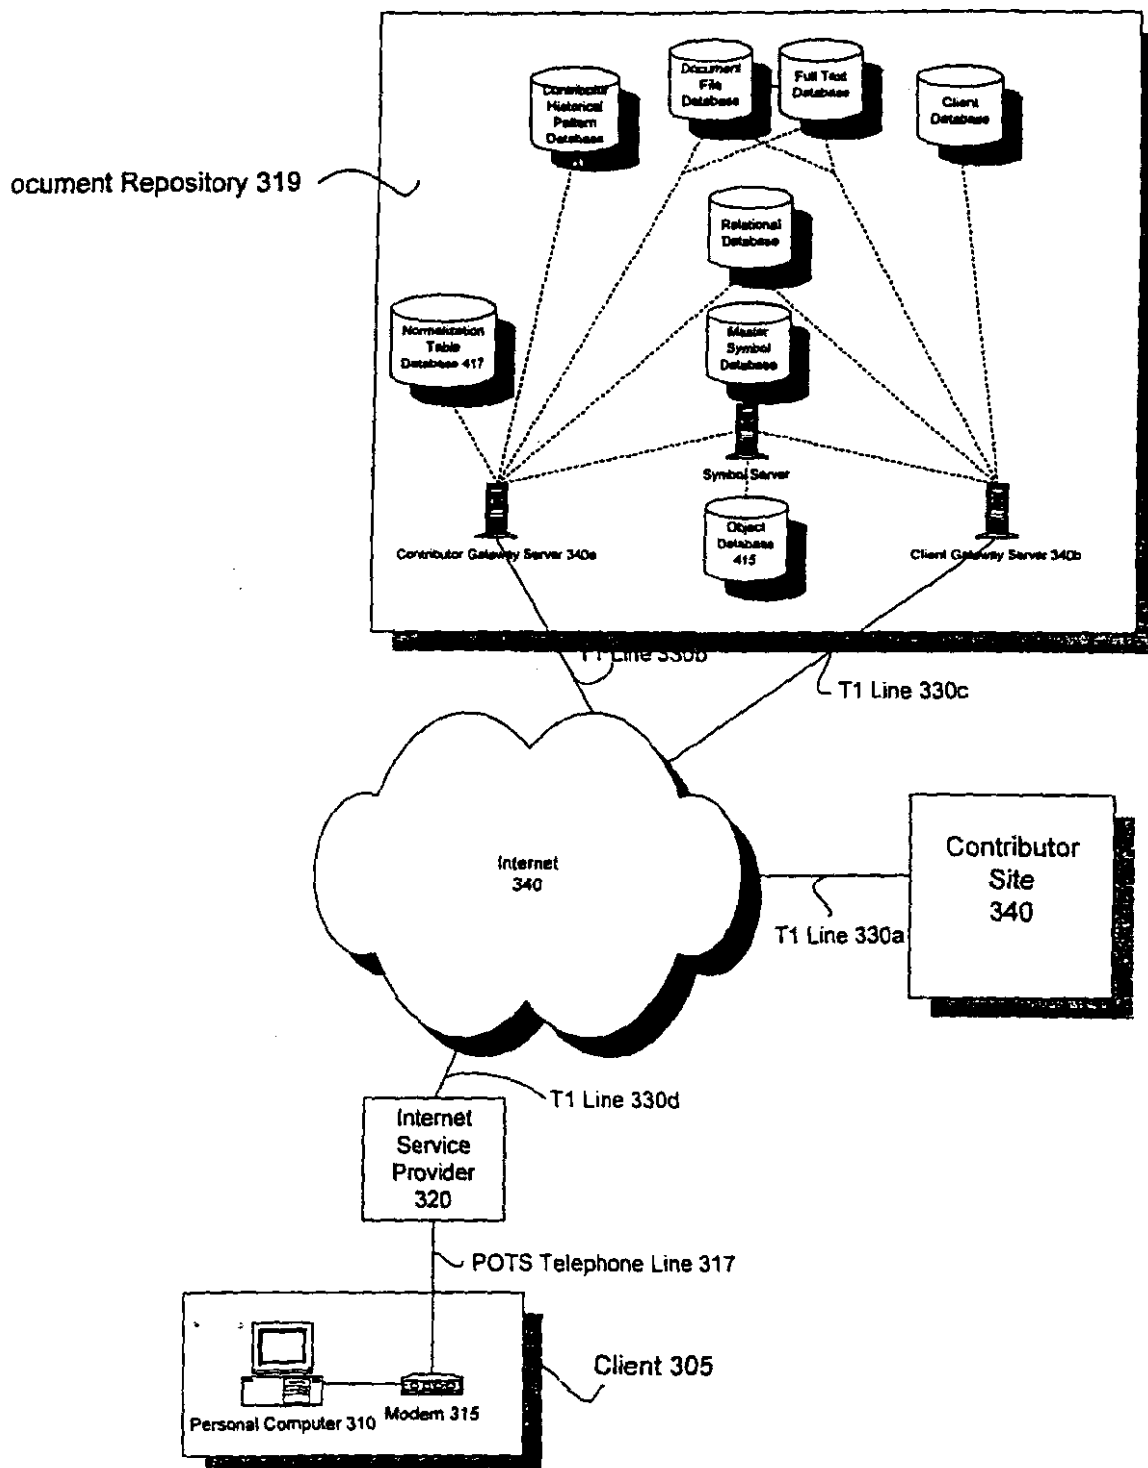 Document
File
Database
Full Text
Database
Contributor
Historical
Pattern
Database
Client
Database
ocument Repository 319
Relational
Database
Normalization
Table
Database 417
Master
Symbol
Database
Symbol Server
Contributor Gateway Server 340a
Object
Database
415
Client Gateway Server 340b
T1 Line 330b
T1 Line 330c
Internet
340
Contributor
Site
340
T1 Line 330a
T1 Line 330d
Internet
Service
Provider
320
POTS Telephone Line 317
Client 305
Personal Computer 310
Modem 315